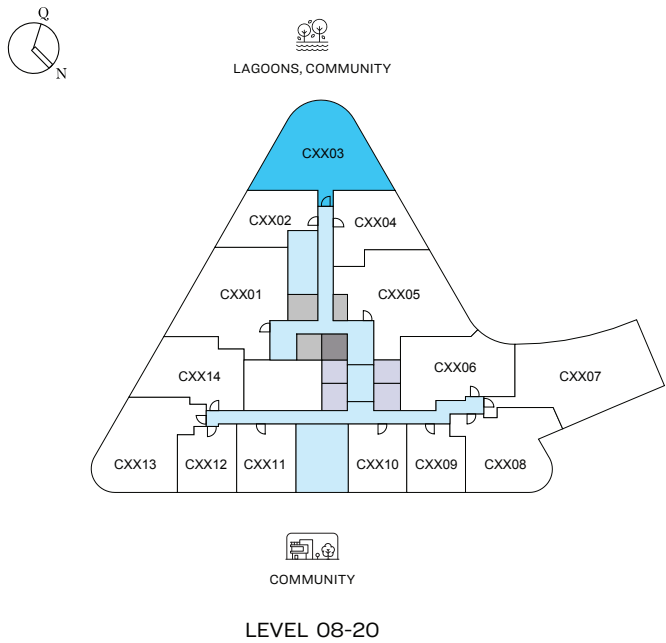 Q
N
LAGOONS, COMMUNITY
CXX03
CXX02
CXX04
CXX01
CXX05
CXX14
CXX06
CXX07
CXX13
CXX12
CXX11
CXX10
CXX09
CXX08
COMMUNITY
LEVEL 08-20